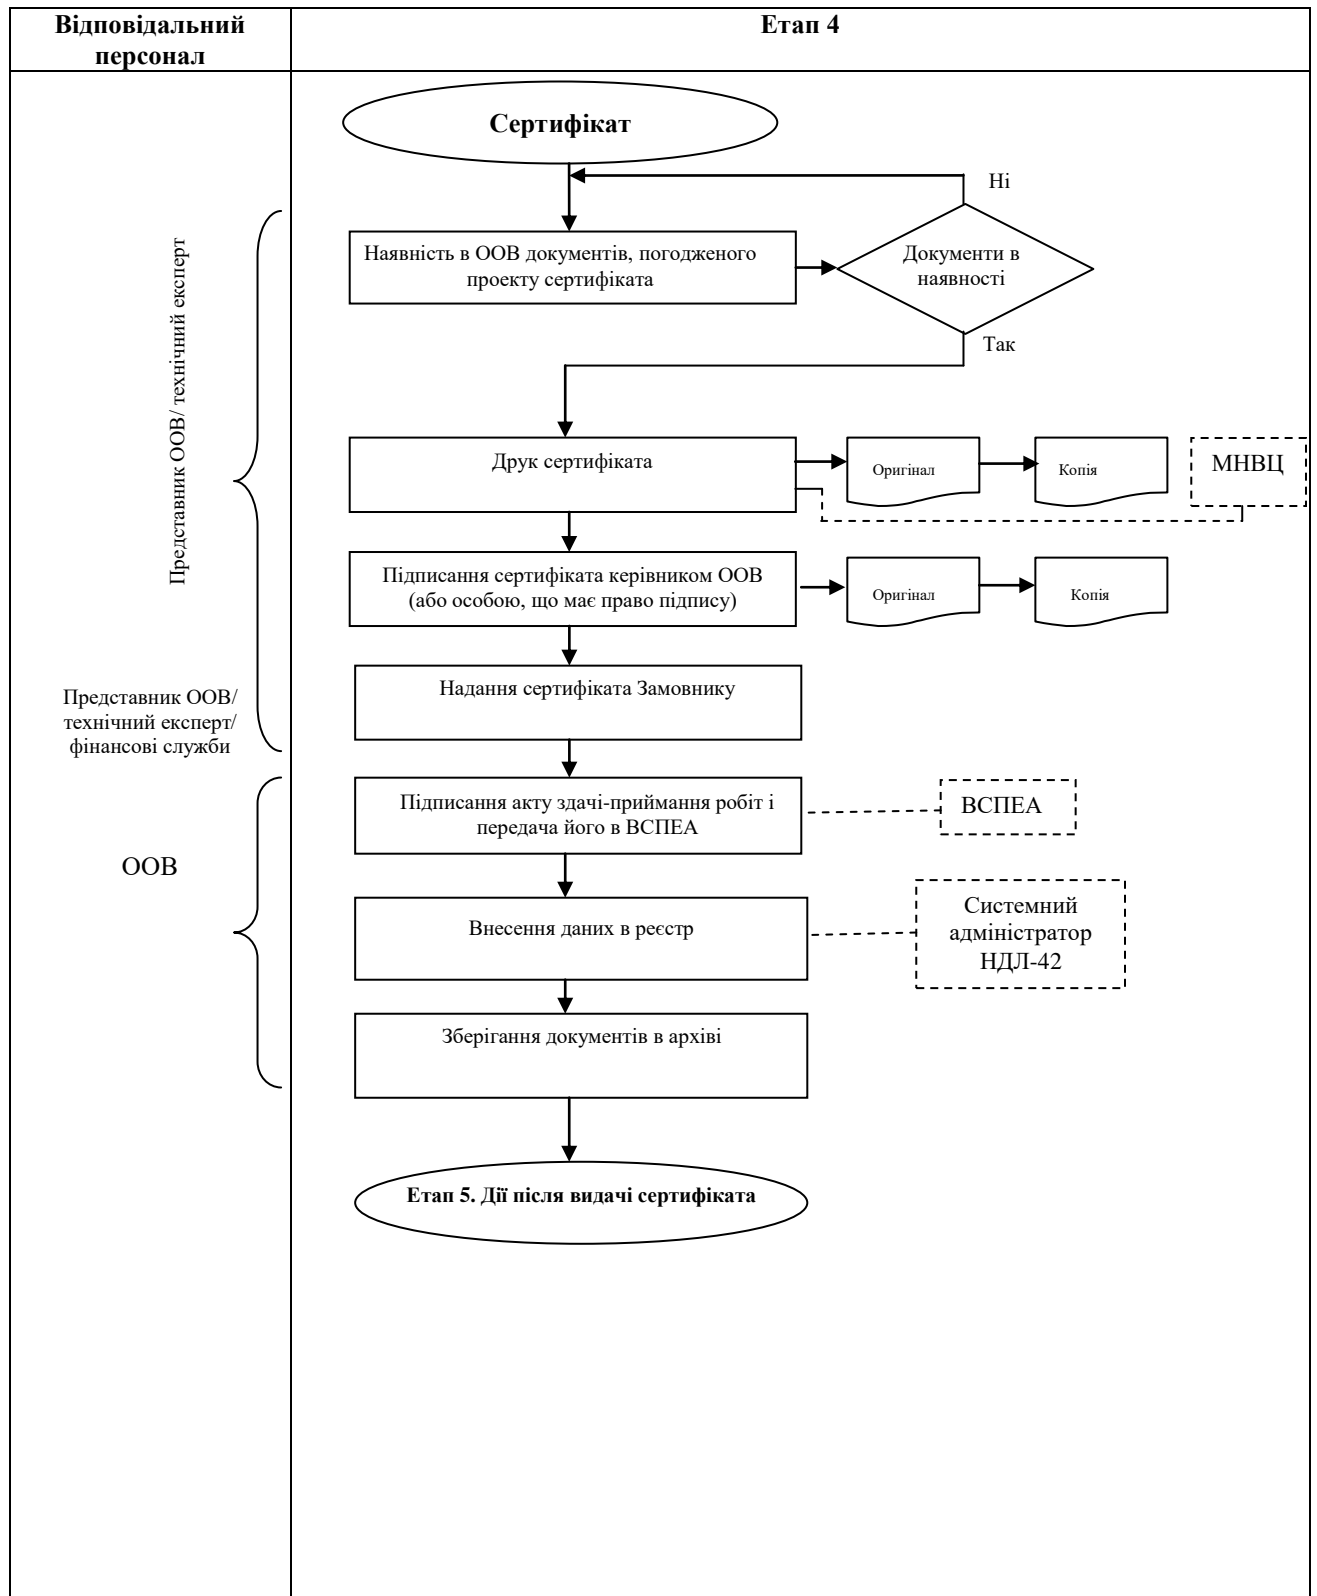 Відповідальний
персонал
Етап 4
Сертифікат
Ні
Наявність в ООВ документів, погодженого
проекту сертифіката
Документи в
наявності
Так
Представник ООВ/ технічний експерт
Друк сертифіката
Оригінал
Копія
МНВЦ
Підписання сертифіката керівником ООВ
(або особою, що має право підпису)
Оригінал
Копія
Надання сертифіката Замовнику
Представник ООВ/
технічний експерт/
фінансові служби
Підписання акту здачі-приймання робіт і
передача його в ВСПЕА
ВСПЕА
ООВ
Внесення даних в реєстр
Системний
адміністратор
НДЛ-42
Зберігання документів в архіві
Етап 5. Дії після видачі сертифіката